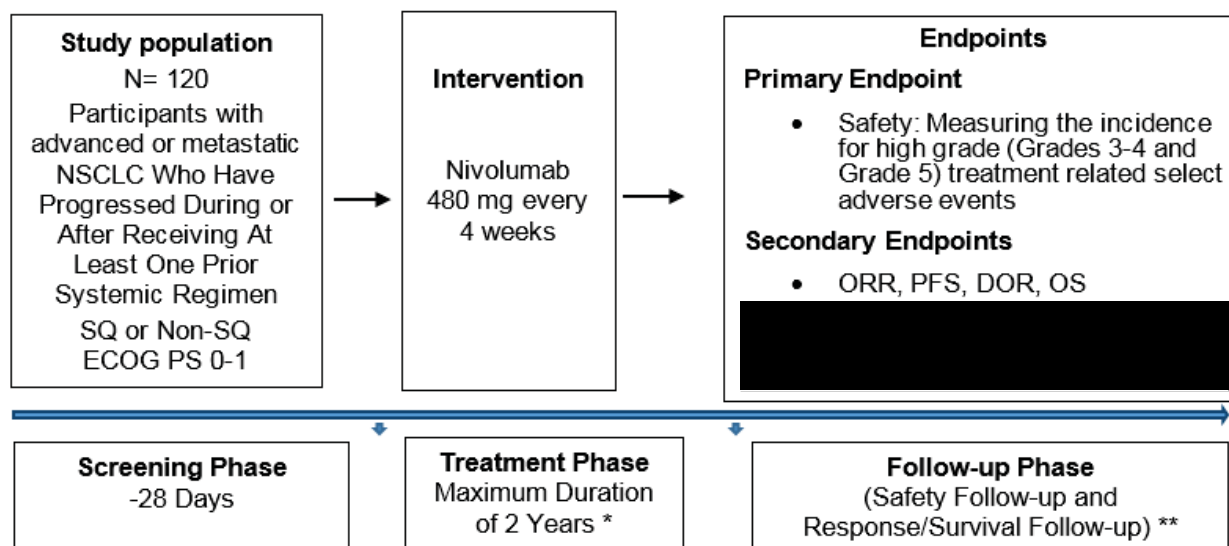 Study population
N= 120
Participants with
advanced or metastatic
NSCLC Who Have
Progressed During or
After Receiving At
Least One Prior
Systemic Regimen
SQ or Non-SQ
ECOG PS 0-1
Intervention
Nivolumab
480 mg every
4 weeks
Endpoints
Primary Endpoint
• Safety: Measuring the incidence
for high grade (Grades 3-4 and
Grade 5) treatment related select
adverse events
Secondary Endpoints
• ORR, PFS, DOR, OS
Screening Phase
-28 Days
Treatment Phase
Maximum Duration
of 2 Years *
Follow-up Phase
(Safety Follow-up and
Response/Survival Follow-up) **